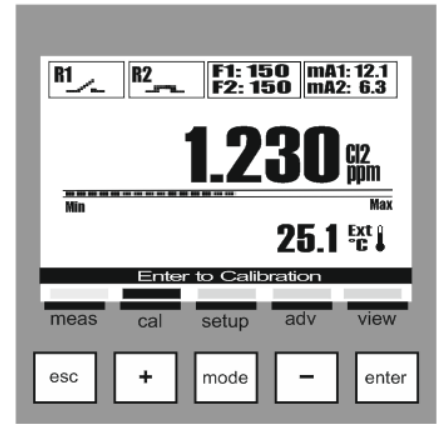 R1 R2 F1: 150 mA1: 12.1
F2: 150 mA2: 6.3
1.230 Cl2 ppm
Min Max
25.1 Ext °C
Enter to Calibration
meas cal setup adv view
esc + mode − enter